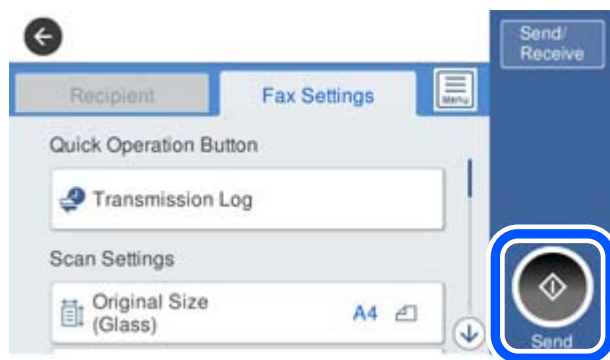 Send/
Receive
Recipient
Fax Settings
Menu
Quick Operation Button
Transmission Log
Scan Settings
Original Size
(Glass)
A4
Send